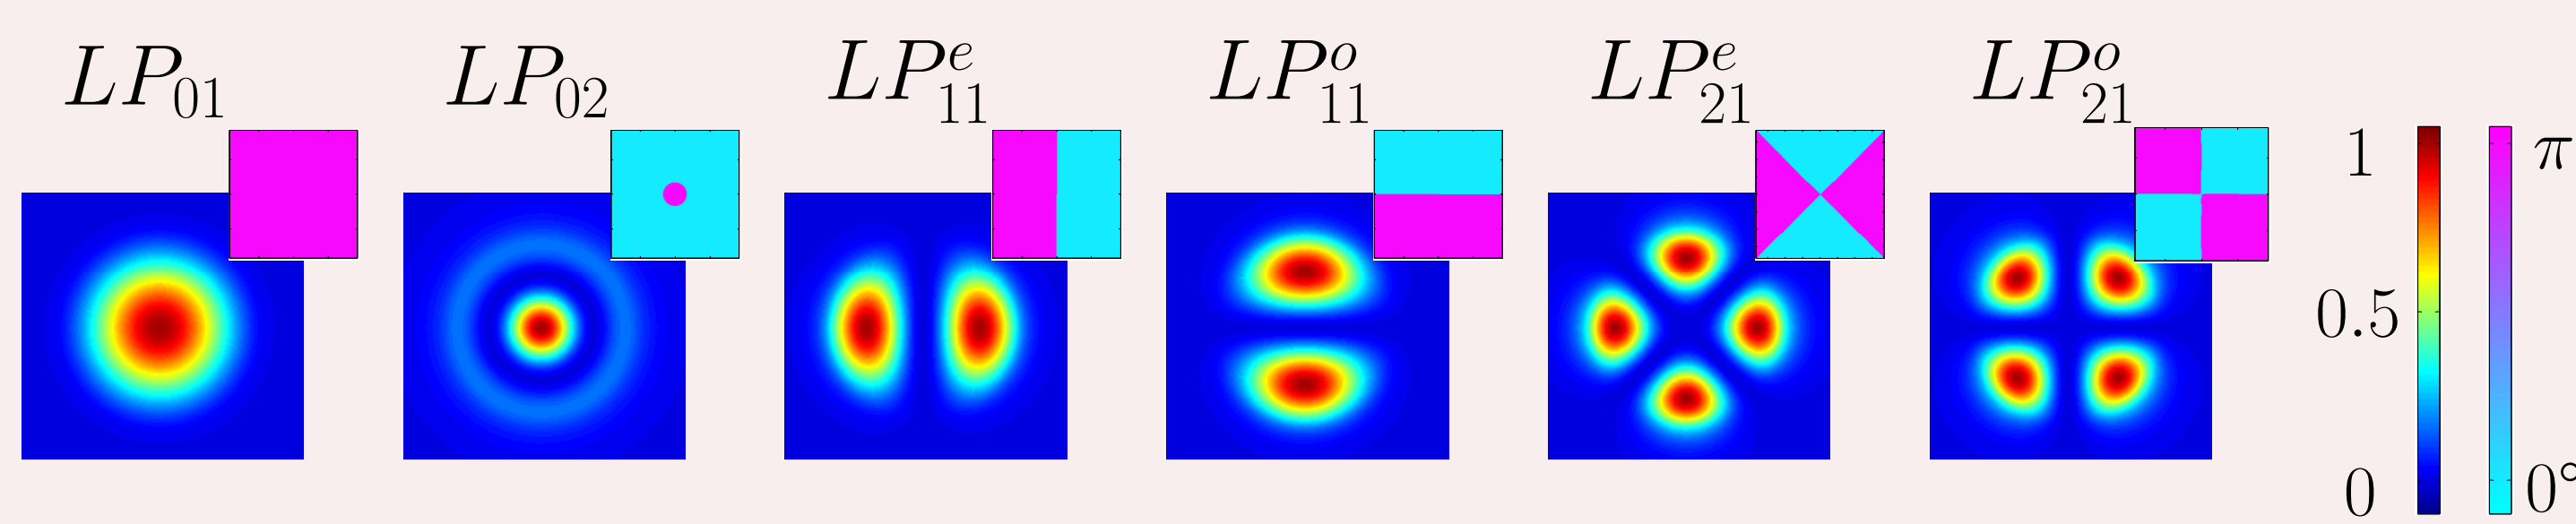 LP₀₁ LP₀₂ LPᵉ₁₁ LPᵒ₁₁ LPᵉ₂₁ LPᵒ₂₁
1 π
0.5
0 0°